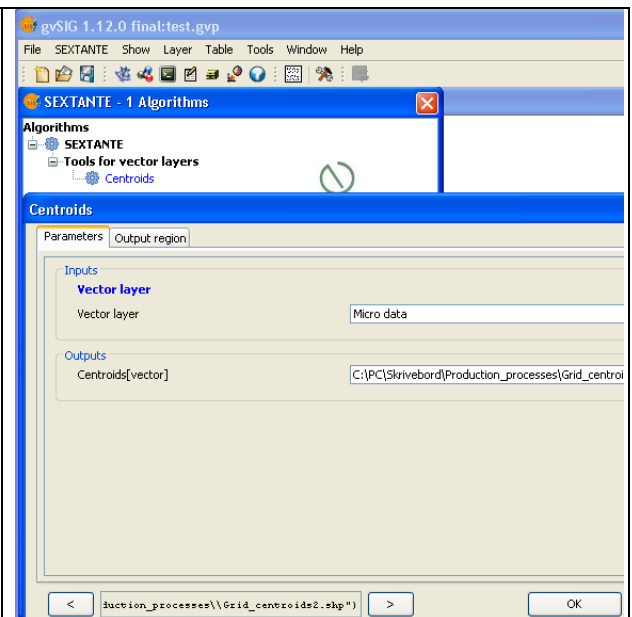 gvSIG 1.12.0 final:test.gvp
File SEXTANTE Show Layer Table Tools Window Help
SEXTANTE - 1 Algorithms
Algorithms
SEXTANTE
Tools for vector layers
Centroids
Centroids
Parameters Output region
Inputs
Vector layer
Vector layer Micro data
Outputs
Centroids[vector] C:\PC\Skrivebord\Production_processes\Grid_centroi
< duction_processes\\Grid_centroids2.shp") > OK